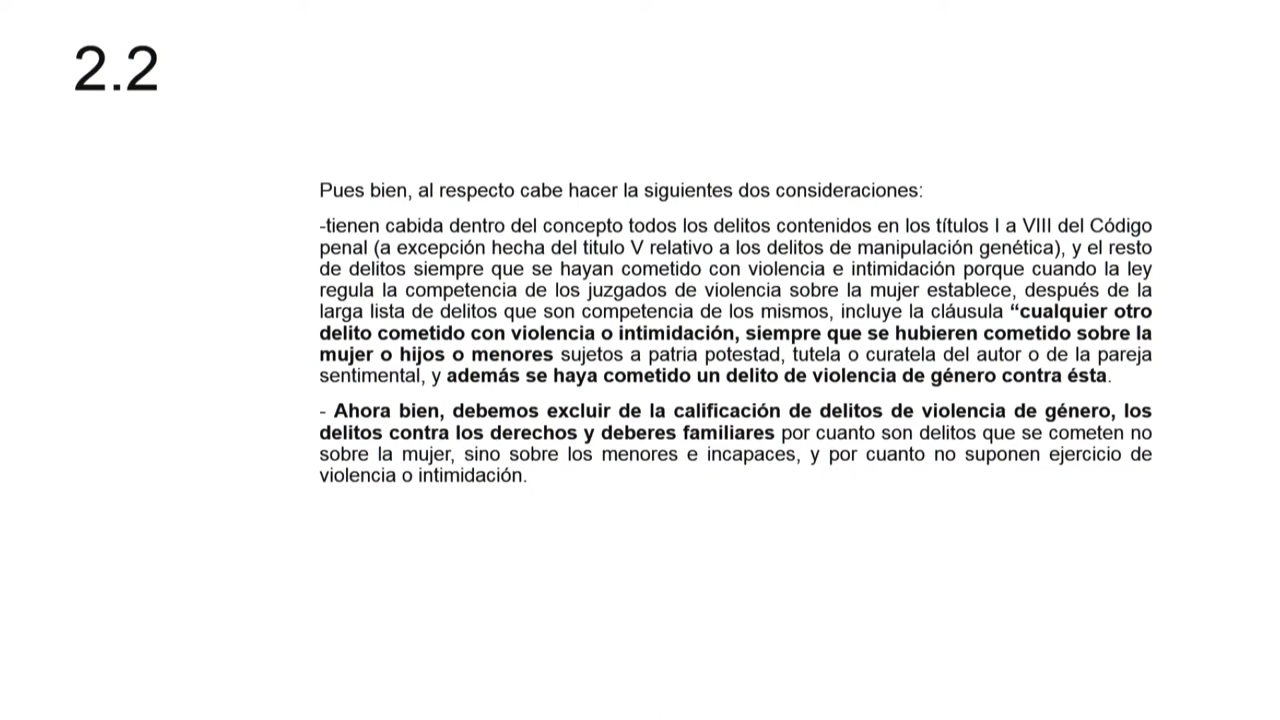 2.2
Pues bien, al respecto cabe hacer la siguientes dos consideraciones:
-tienen cabida dentro del concepto todos los delitos contenidos en los títulos I a VIII del Código
penal (a excepción hecha del titulo V relativo a los delitos de manipulación genética), y el resto
de delitos siempre que se hayan cometido con violencia e intimidación porque cuando la ley
regula la competencia de los juzgados de violencia sobre la mujer establece, después de la
larga lista de delitos que son competencia de los mismos, incluye la cláusula “cualquier otro
delito cometido con violencia o intimidación, siempre que se hubieren cometido sobre la
mujer o hijos o menores sujetos a patria potestad, tutela o curatela del autor o de la pareja
sentimental, y además se haya cometido un delito de violencia de género contra ésta.
- Ahora bien, debemos excluir de la calificación de delitos de violencia de género, los
delitos contra los derechos y deberes familiares por cuanto son delitos que se cometen no
sobre la mujer, sino sobre los menores e incapaces, y por cuanto no suponen ejercicio de
violencia o intimidación.